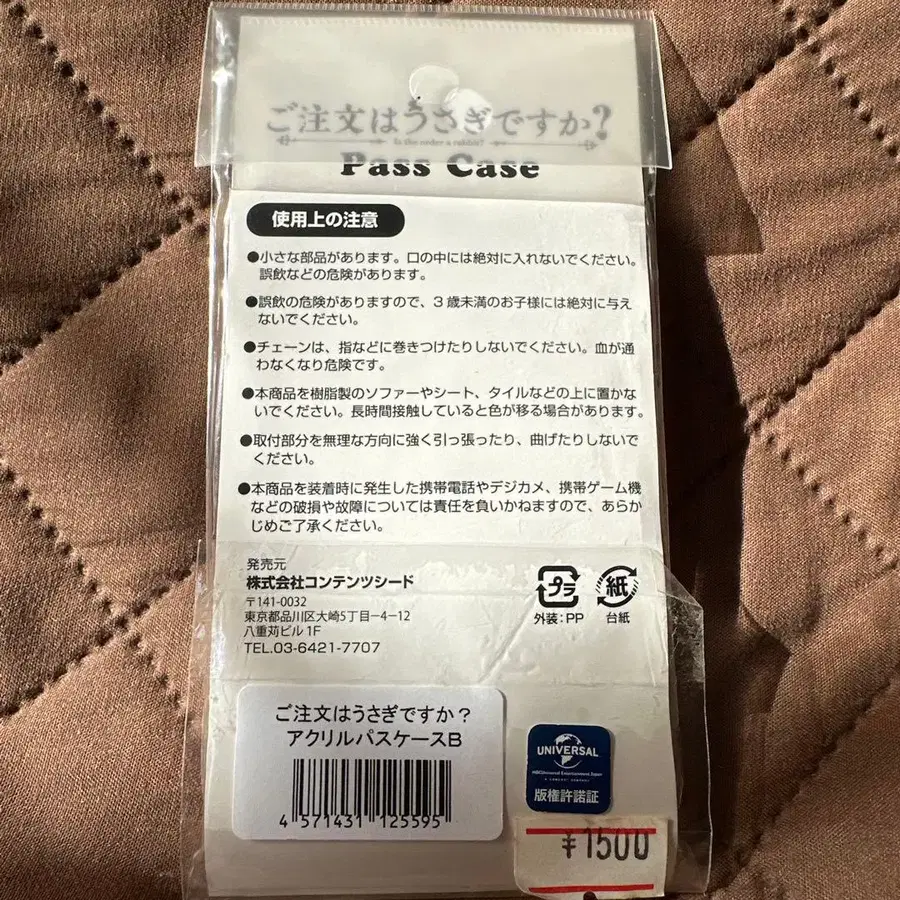 ご注文はうさぎですか?
Is the order a rabbit?
Pass Case
使用上の注意
●小さな部品があります。口の中には絶対に入れないでください。
誤飲などの危険があります。
●誤飲の危険がありますので、3歳未満のお子様には絶対に与え
ないでください。
●チェーンは、指などに巻きつけたりしないでください。血が通
わなくなり危険です。
●本商品を樹脂製のソファーやシート、タイルなどの上に置かな
いでください。長時間接触していると色が移る場合があります。
●取付部分を無理な方向に強く引っ張ったり、曲げたりしないで
ください。
●本商品を装着時に発生した携帯電話やデジカメ、携帯ゲーム機
などの破損や故障については責任を負いかねますので、あらか
じめご了承ください。
発売元
株式会社コンテンツシード
〒141-0032
東京都品川区大崎5丁目-4-12
八重苅ビル1F
TEL.03-6421-7707
プラ
外装:PP
紙
台紙
ご注文はうさぎですか?
アクリルパスケースB
4 571431 125595
UNIVERSAL
NBCUniversal Entertainment Japan
A COMCAST COMPANY
版権許諾証
¥1500